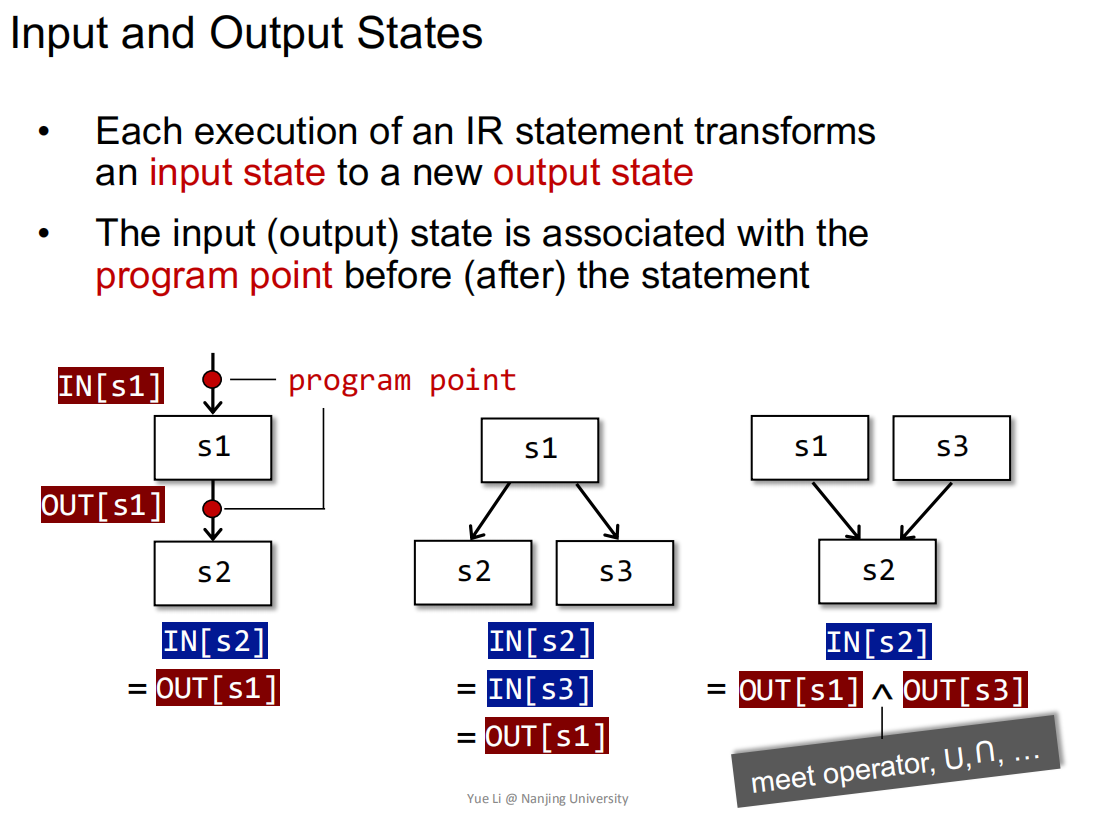 Input and Output States
• Each execution of an IR statement transforms
an input state to a new output state
• The input (output) state is associated with the
program point before (after) the statement
IN[s1]
program point
s1
OUT[s1]
s2
IN[s2]
= OUT[s1]
s1
s2 s3
IN[s2]
= IN[s3]
= OUT[s1]
s1 s3
s2
IN[s2]
= OUT[s1] ∧ OUT[s3]
meet operator, ∪, ∩, …
Yue Li @ Nanjing University